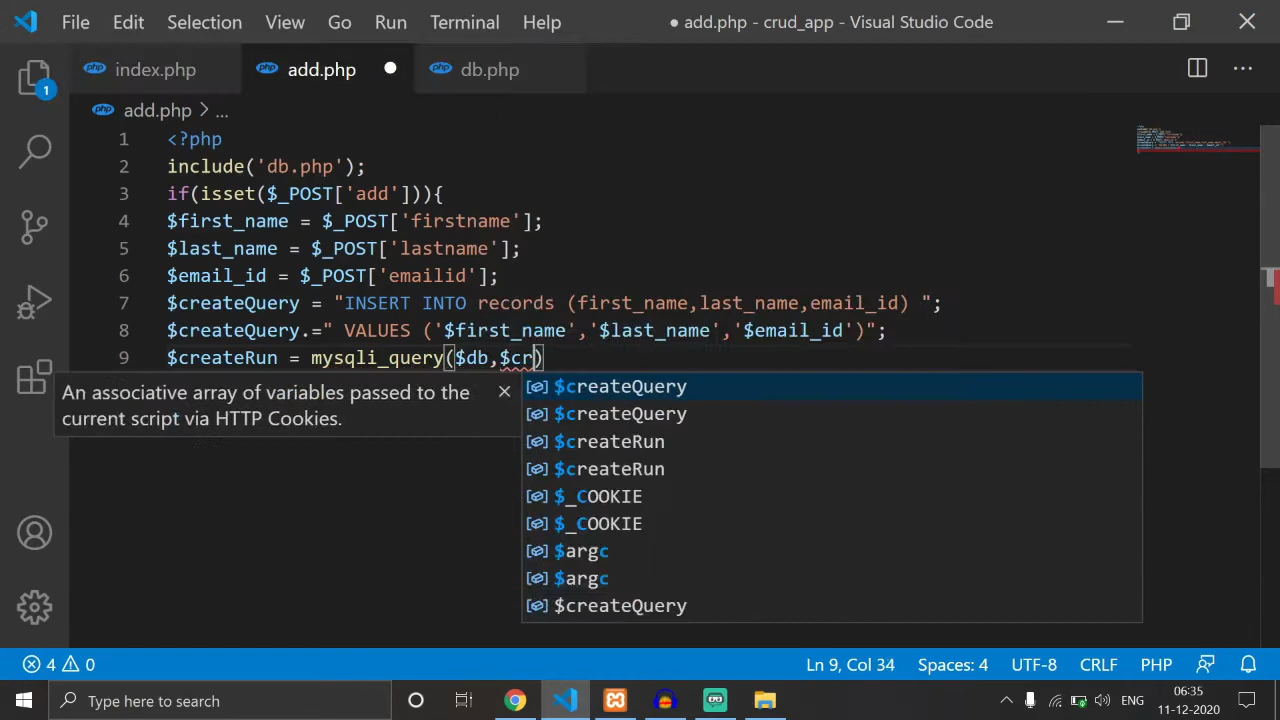 File Edit Selection View Go Run Terminal Help ● add.php - crud_app - Visual Studio Code
index.php add.php db.php
add.php > ...
1 <?php
2 include('db.php');
3 if(isset($_POST['add'])){
4 $first_name = $_POST['firstname'];
5 $last_name = $_POST['lastname'];
6 $email_id = $_POST['emailid'];
7 $createQuery = "INSERT INTO records (first_name,last_name,email_id) ";
8 $createQuery.=" VALUES ('$first_name','$last_name','$email_id')";
9 $createRun = mysqli_query($db,$cr)
An associative array of variables passed to the
current script via HTTP Cookies.
$createQuery
$createQuery
$createRun
$createRun
$_COOKIE
$_COOKIE
$argc
$argc
$createQuery
1
4 0 Ln 9, Col 34 Spaces: 4 UTF-8 CRLF PHP
Type here to search ENG 06:35
11-12-2020